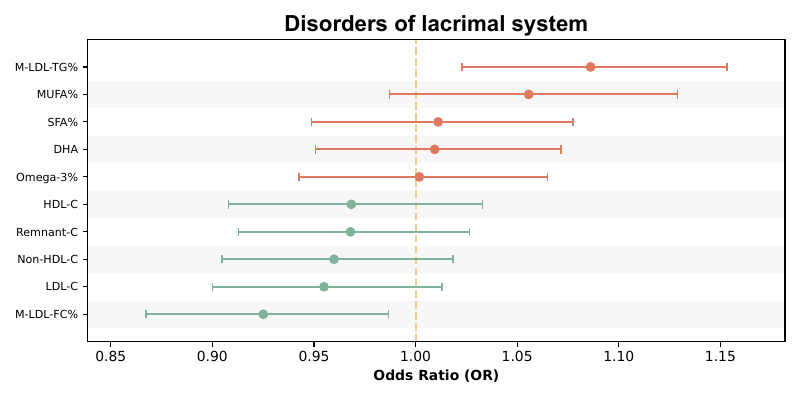 Disorders of lacrimal system
M-LDL-TG%
MUFA%
SFA%
DHA
Omega-3%
HDL-C
Remnant-C
Non-HDL-C
LDL-C
M-LDL-FC%
0.85 0.90 0.95 1.00 1.05 1.10 1.15
Odds Ratio (OR)